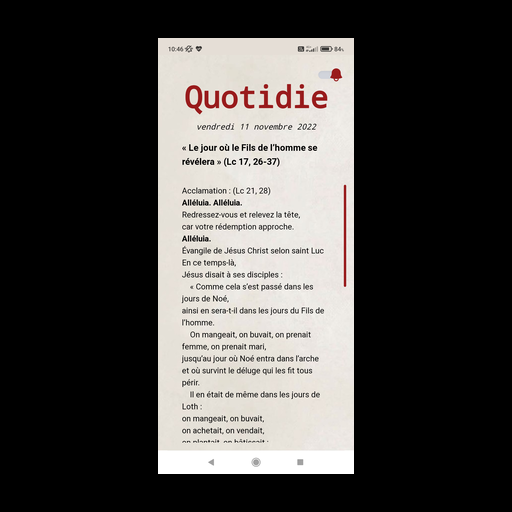 10:46
84%
Quotidie
vendredi 11 novembre 2022
« Le jour où le Fils de l'homme se
révélera » (Lc 17, 26-37)
Acclamation : (Lc 21, 28)
Alléluia. Alléluia.
Redressez-vous et relevez la tête,
car votre rédemption approche.
Alléluia.
Évangile de Jésus Christ selon saint Luc
En ce temps-là,
Jésus disait à ses disciples :
« Comme cela s'est passé dans les
jours de Noé,
ainsi en sera-t-il dans les jours du Fils de
l'homme.
On mangeait, on buvait, on prenait
femme, on prenait mari,
jusqu'au jour où Noé entra dans l'arche
et où survint le déluge qui les fit tous
périr.
Il en était de même dans les jours de
Loth :
on mangeait, on buvait,
on achetait, on vendait,
on plantait, on bâtissait ;